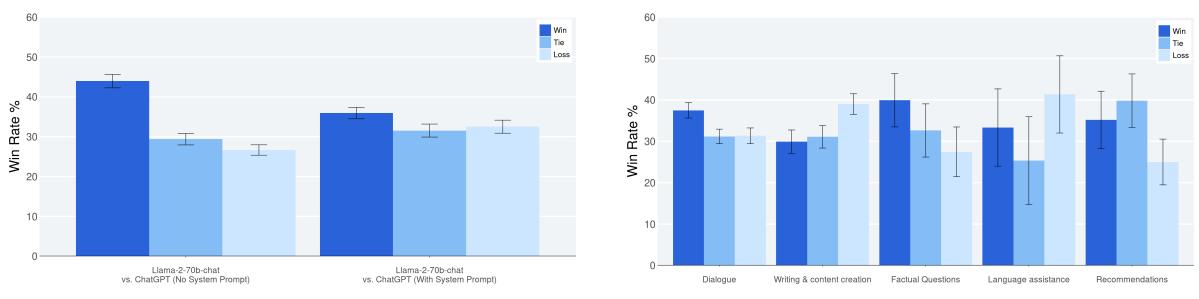 60
50
40
30
20
10
0
Win Rate %
Win
Tie
Loss
Llama-2-70b-chat
vs. ChatGPT (No System Prompt)
Llama-2-70b-chat
vs. ChatGPT (With System Prompt)
60
50
40
30
20
10
0
Win Rate %
Win
Tie
Loss
Dialogue
Writing & content creation
Factual Questions
Language assistance
Recommendations